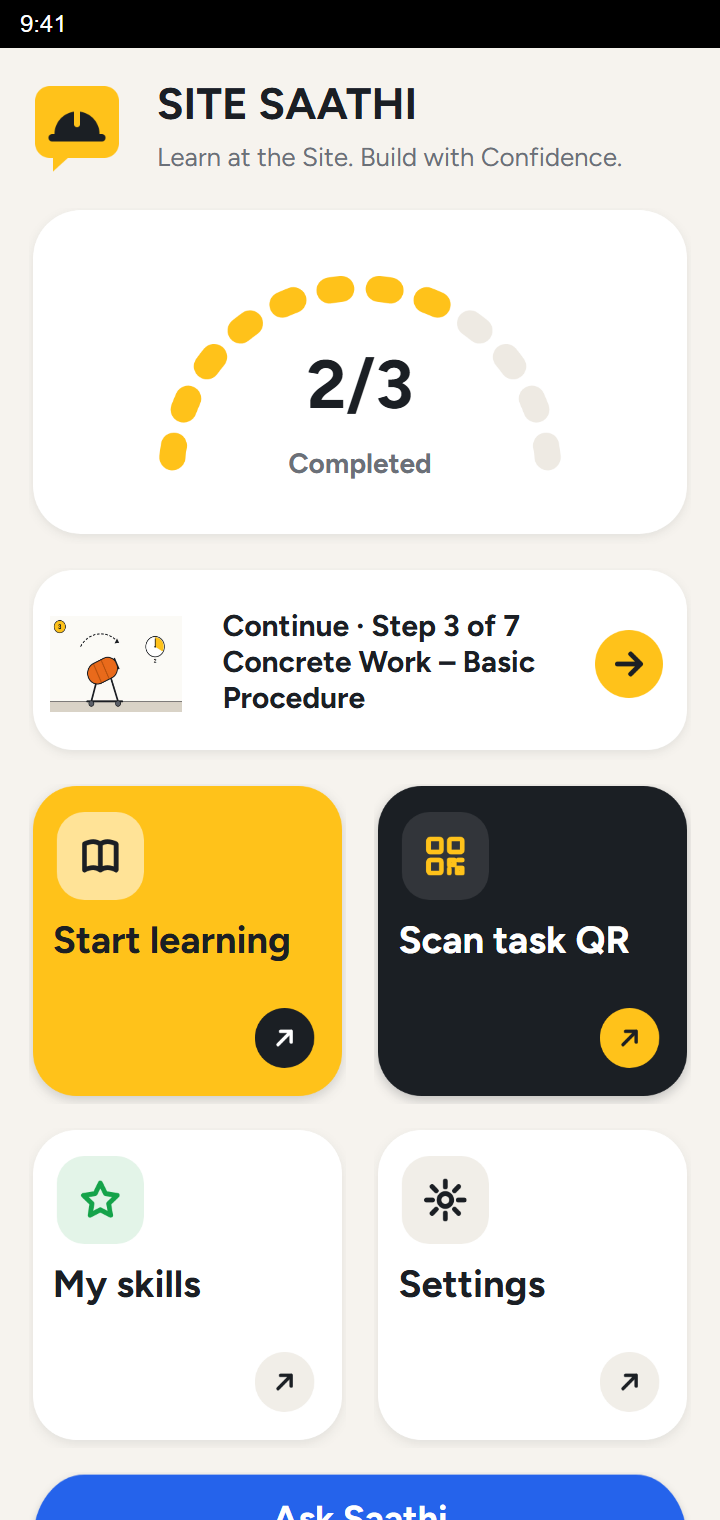 9:41
SITE SAATHI
Learn at the Site. Build with Confidence.
2/3
Completed
3
Continue · Step 3 of 7
Concrete Work – Basic
Procedure
Start learning
Scan task QR
My skills
Settings
Ask Saathi